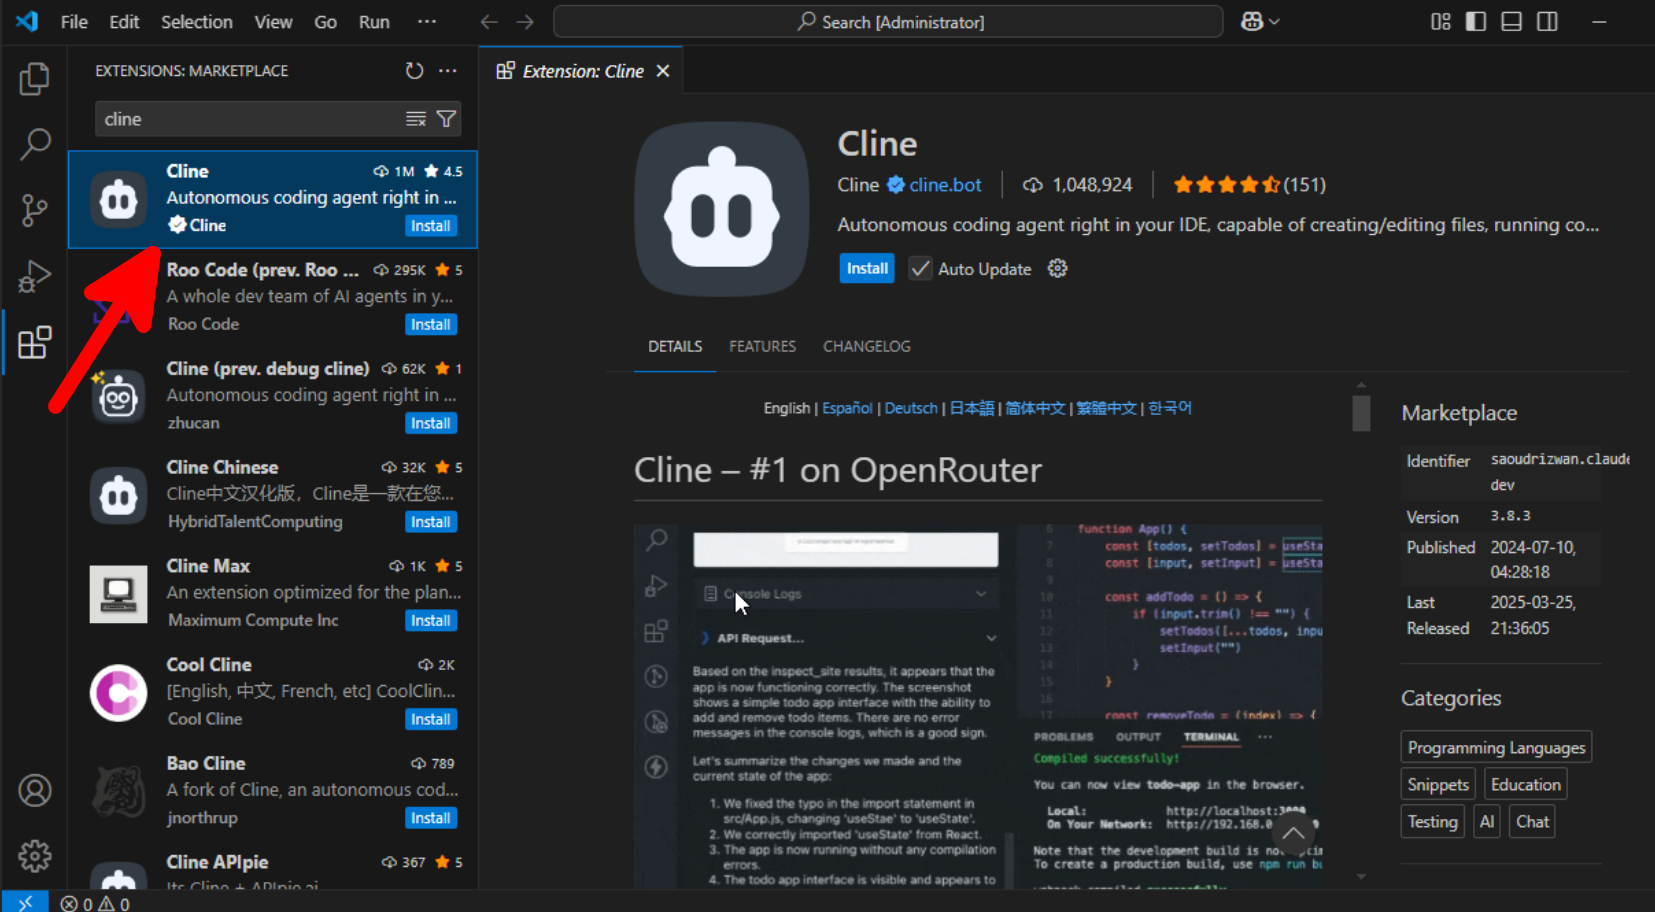 File Edit Selection View Go Run ···
Search [Administrator]
EXTENSIONS: MARKETPLACE
cline
Cline 1M 4.5
Autonomous coding agent right in ...
Cline
Install
Roo Code (prev. Roo ... 295K 5
A whole dev team of AI agents in y...
Roo Code
Install
Cline (prev. debug cline) 62K 1
Autonomous coding agent right in ...
zhucan
Install
Cline Chinese 32K 5
Cline中文汉化版，Cline是一款在您...
HybridTalentComputing
Install
Cline Max 1K 5
An extension optimized for the plan...
Maximum Compute Inc
Install
Cool Cline 2K
[English, 中文, French, etc] CoolClin...
Cool Cline
Install
Bao Cline 789
A fork of Cline, an autonomous cod...
jnorthrup
Install
Cline APIpie 367 5
Its Cline + APIpie.ai
0 0
Extension: Cline
Cline
Cline cline.bot 1,048,924 (151)
Autonomous coding agent right in your IDE, capable of creating/editing files, running co...
Install Auto Update
DETAILS FEATURES CHANGELOG
English | Español | Deutsch | 日本語 | 简体中文 | 繁體中文 | 한국어
Cline – #1 on OpenRouter
Console Logs
API Request...
Based on the inspect_site results, it appears that the
app is now functioning correctly. The screenshot
shows a simple todo app interface with the ability to
add and remove todo items. There are no error
messages in the console logs, which is a good sign.
Let's summarize the changes we made and the
current state of the app:
1. We fixed the typo in the import statement in
src/App.js, changing 'useStae' to 'useState'.
2. We correctly imported 'useState' from React.
3. The app is now running without any compilation
errors.
4. The todo app interface is visible and appears to
6 function App() {
7 const [todos, setTodos] = useSta
8 const [input, setInput] = useSta
9
10 const addTodo = () => {
11 if (input.trim() !== "") {
12 setTodos([...todos, inpu
13 setInput("")
14 }
15 }
16
17 const removeTodo = (index) => {
PROBLEMS OUTPUT TERMINAL ···
Compiled successfully!
You can now view todo-app in the browser.
Local: http://localhost:3000
On Your Network: http://192.168.0
Note that the development build is not optim
To create a production build, use npm run bu
webpack compiled successfully
Marketplace
Identifier saoudrizwan.claude
dev
Version 3.8.3
Published 2024-07-10,
04:28:18
Last 2025-03-25,
Released 21:36:05
Categories
Programming Languages
Snippets Education
Testing AI Chat